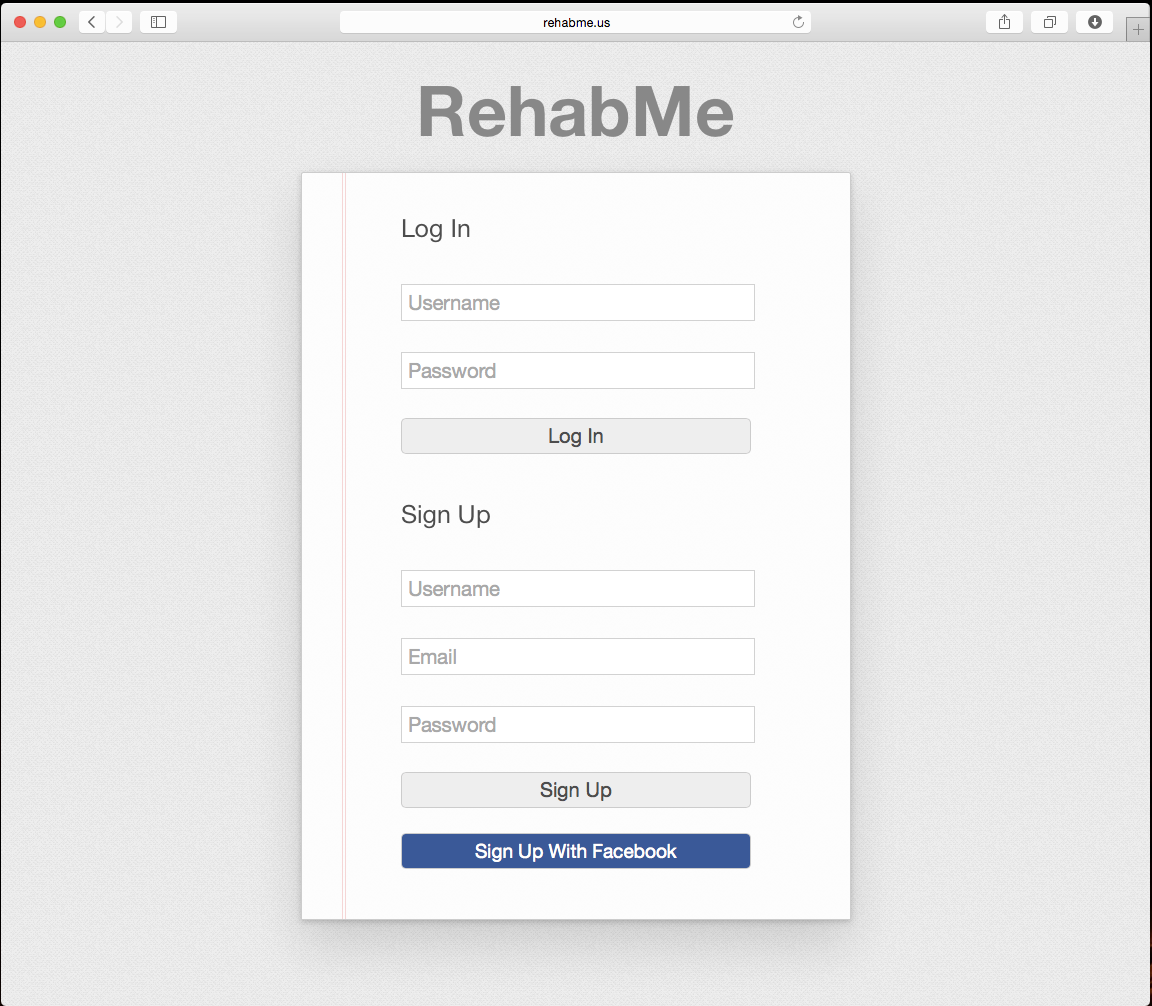 rehabme.us
RehabMe
Log In
Username
Password
Log In
Sign Up
Username
Email
Password
Sign Up
Sign Up With Facebook